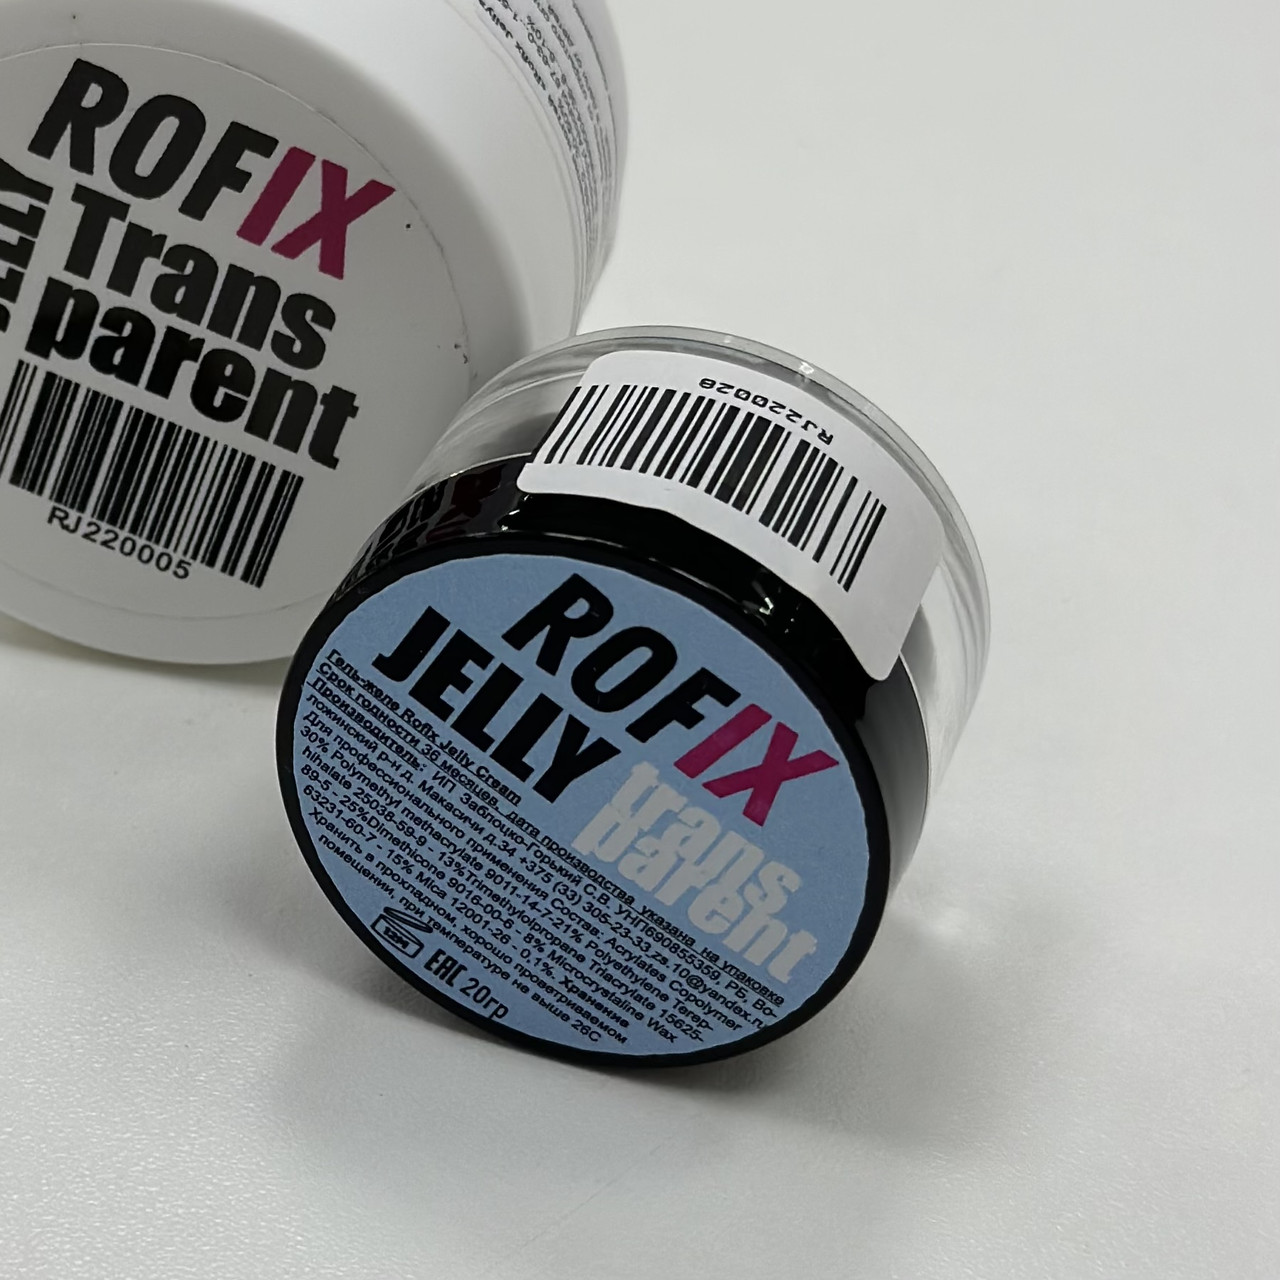 ROFIX
Trans
parent
RJ220005
RJ220028
ROFIX
JELLY
trans
parent
Гель-желе Rofix Jelly Cream
Срок годности 36 месяцев, дата производства указана на упаковке
Производитель: ИП Заблоцко-Горький С.В. УНП690855359, РБ, Во-
ложинский р-н д. Макасичи д.34 +375 (33) 305-23-33,zs.10@yandex.ru
Для профессионального применения Состав: Acrylates Copolymer
30% Polymethyl methacrylate 9011-14-7-21% Polyethylene Terep-
hthalate 25038-59-9 - 13%Trimethylolpropane Triacrylate 15625-
89-5 - 25%Dimethicone 9016-00-6 - 8% Microcrystaline Wax
63231-60-7 - 15% Mica 12001-26 - 0.1%. Хранение
Хранить в прохладном, хорошо проветриваемом
помещении, при температуре не выше 26С
EAC 20гр